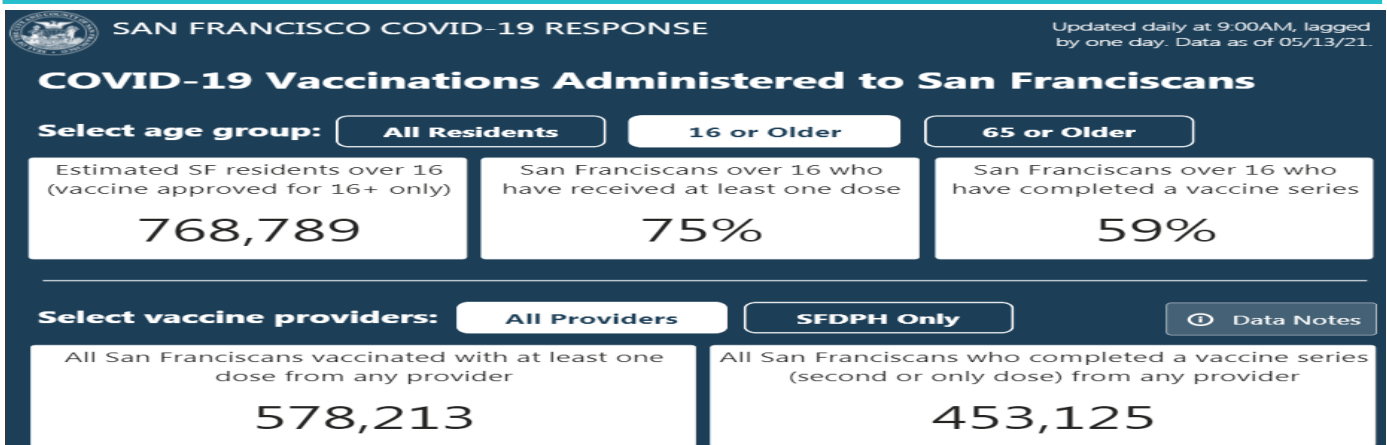 SAN FRANCISCO COVID-19 RESPONSE
Updated daily at 9:00AM, lagged
by one day. Data as of 05/13/21.
COVID-19 Vaccinations Administered to San Franciscans
Select age group:
All Residents
16 or Older
65 or Older
Estimated SF residents over 16
(vaccine approved for 16+ only)
768,789
San Franciscans over 16 who
have received at least one dose
75%
San Franciscans over 16 who
have completed a vaccine series
59%
Select vaccine providers:
All Providers
SFDPH Only
Data Notes
All San Franciscans vaccinated with at least one
dose from any provider
578,213
All San Franciscans who completed a vaccine series
(second or only dose) from any provider
453,125